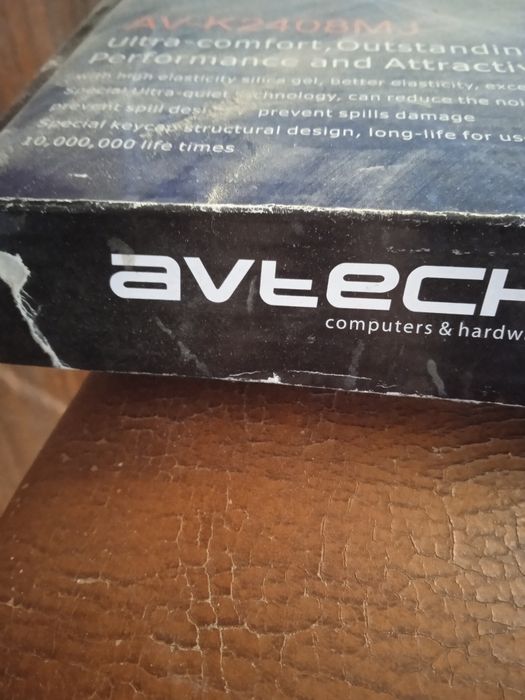 AV-K2408MJ
Ultra-comfort, Outstandin
Performance and Attractiv
with high elasticity silica gel, better elasticity, exce
Special Ultra-quiet technology, can reduce the noi
prevent spill desi prevent spills damage
Special keycap structural design, long-life for us
10,000,000 life times
avtech
computers & hardw